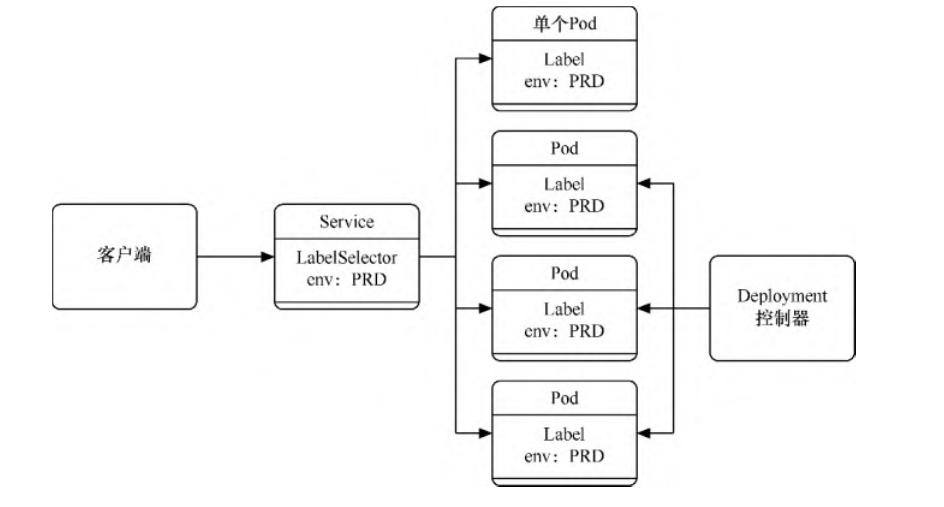 单个Pod
Label
env：PRD
Pod
Label
env：PRD
客户端
Service
LabelSelector
env：PRD
Pod
Label
env：PRD
Deployment
控制器
Pod
Label
env：PRD